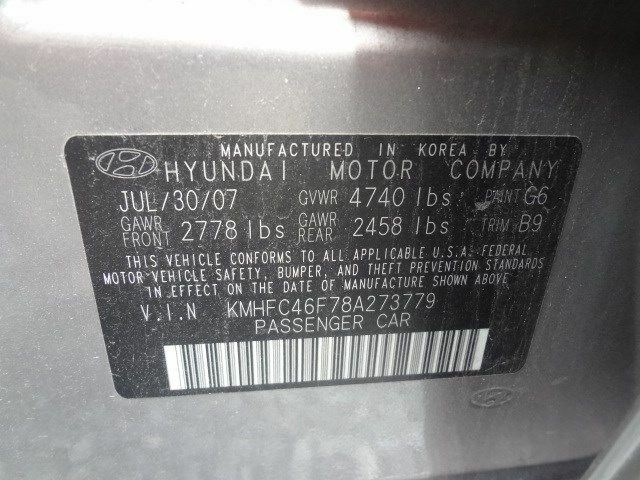 MANUFACTURED IN KOREA BY
HYUNDAI MOTOR COMPANY
JUL/30/07 GVWR 4740 lbs PAINT G6
GAWR FRONT 2778 lbs GAWR REAR 2458 lbs TRIM B9
THIS VEHICLE CONFORMS TO ALL APPLICABLE U.S.A. FEDERAL
MOTOR VEHICLE SAFETY, BUMPER, AND THEFT PREVENTION STANDARDS
IN EFFECT ON THE DATE OF MANUFACTURE SHOWN ABOVE
V.I.N KMHFC46F78A273779
PASSENGER CAR